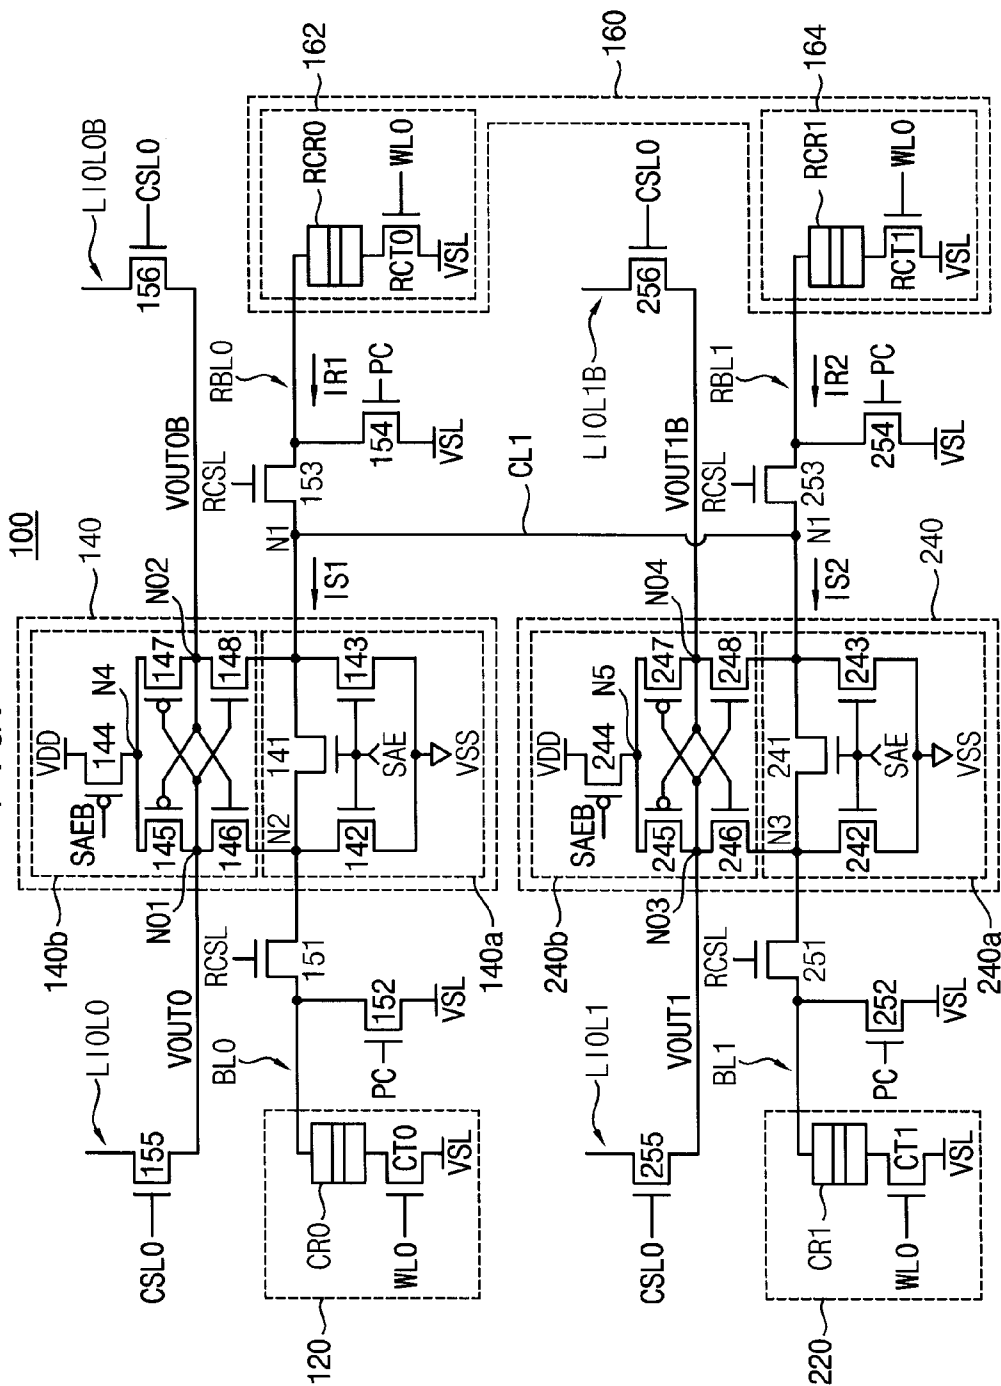 100
VDD
140
LIOL0
SAEB
144
N4
LIOL0B
CSL0
155
140b
N01
145
147
N02
156
CSL0
VOUT0
146
148
VOUT0B
BL0
RCSL
N2
141
N1
RCSL
RBL0
162
151
IS1
153
IR1
RCR0
120
CR0
CT0
WL0
VSL
PC
152
VSL
142
SAE
143
154
PC
VSL
RCT0
WL0
VSL
140a
VSS
CL1
160
VDD
LIOL1
SAEB
244
N5
LIOL1B
CSL0
255
240b
N03
245
247
N04
256
CSL0
VOUT1
246
248
VOUT1B
BL1
RCSL
N3
241
N1
RCSL
RBL1
164
251
IS2
253
IR2
RCR1
220
CR1
CT1
WL0
VSL
PC
252
VSL
242
SAE
243
254
PC
VSL
RCT1
WL0
VSL
240a
VSS
240